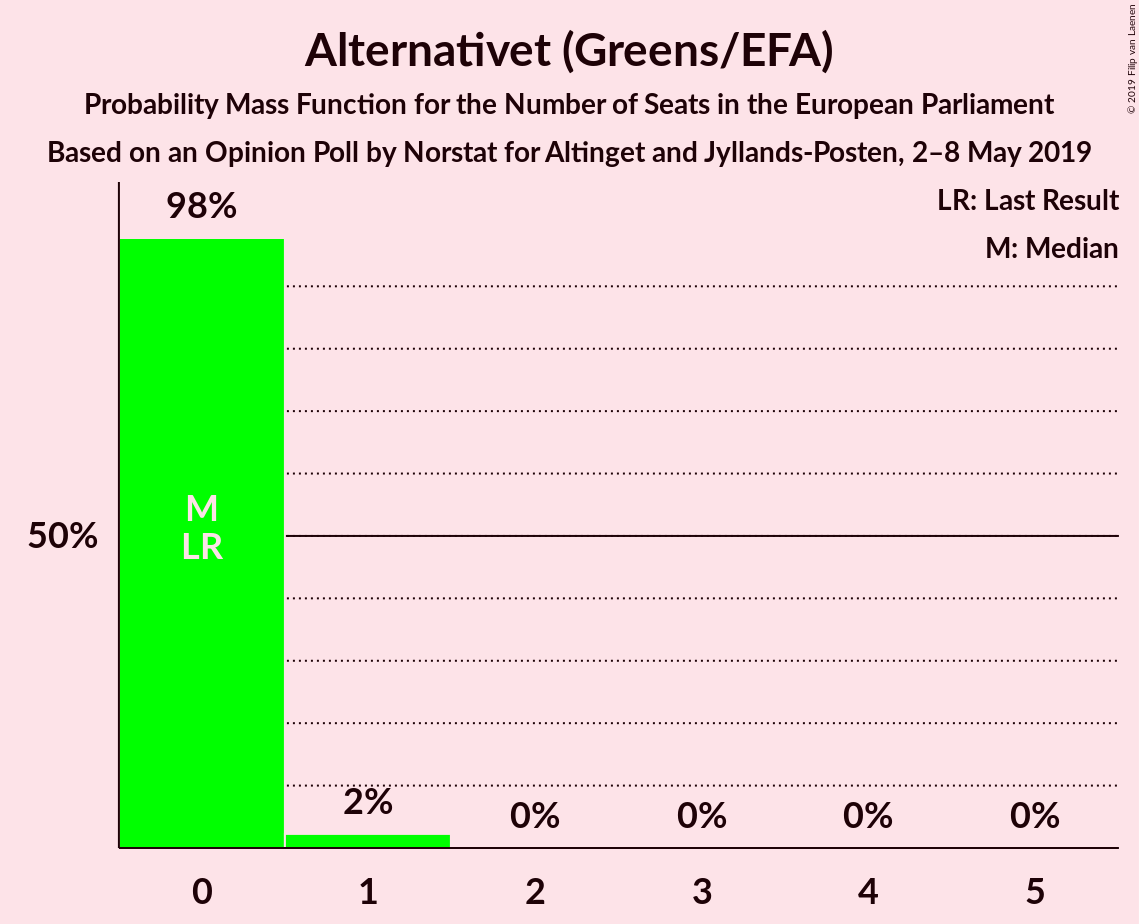 Alternativet (Greens/EFA)
Probability Mass Function for the Number of Seats in the European Parliament
Based on an Opinion Poll by Norstat for Altinget and Jyllands-Posten, 2–8 May 2019
© 2019 Filip van Laenen
LR: Last Result
M: Median
98%
M
LR
50%
2%
0%
0%
0%
0%
0
1
2
3
4
5